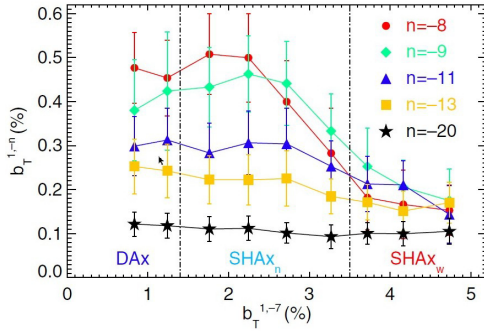 0.6
0.5
0.4
0.3
0.2
0.1
0.0
b_T^{1,-n} (%)
n=-8
n=-9
n=-11
n=-13
n=-20
DAx
SHAx_n
SHAx_w
0 1 2 3 4 5 6
b_T^{1,-7} (%)